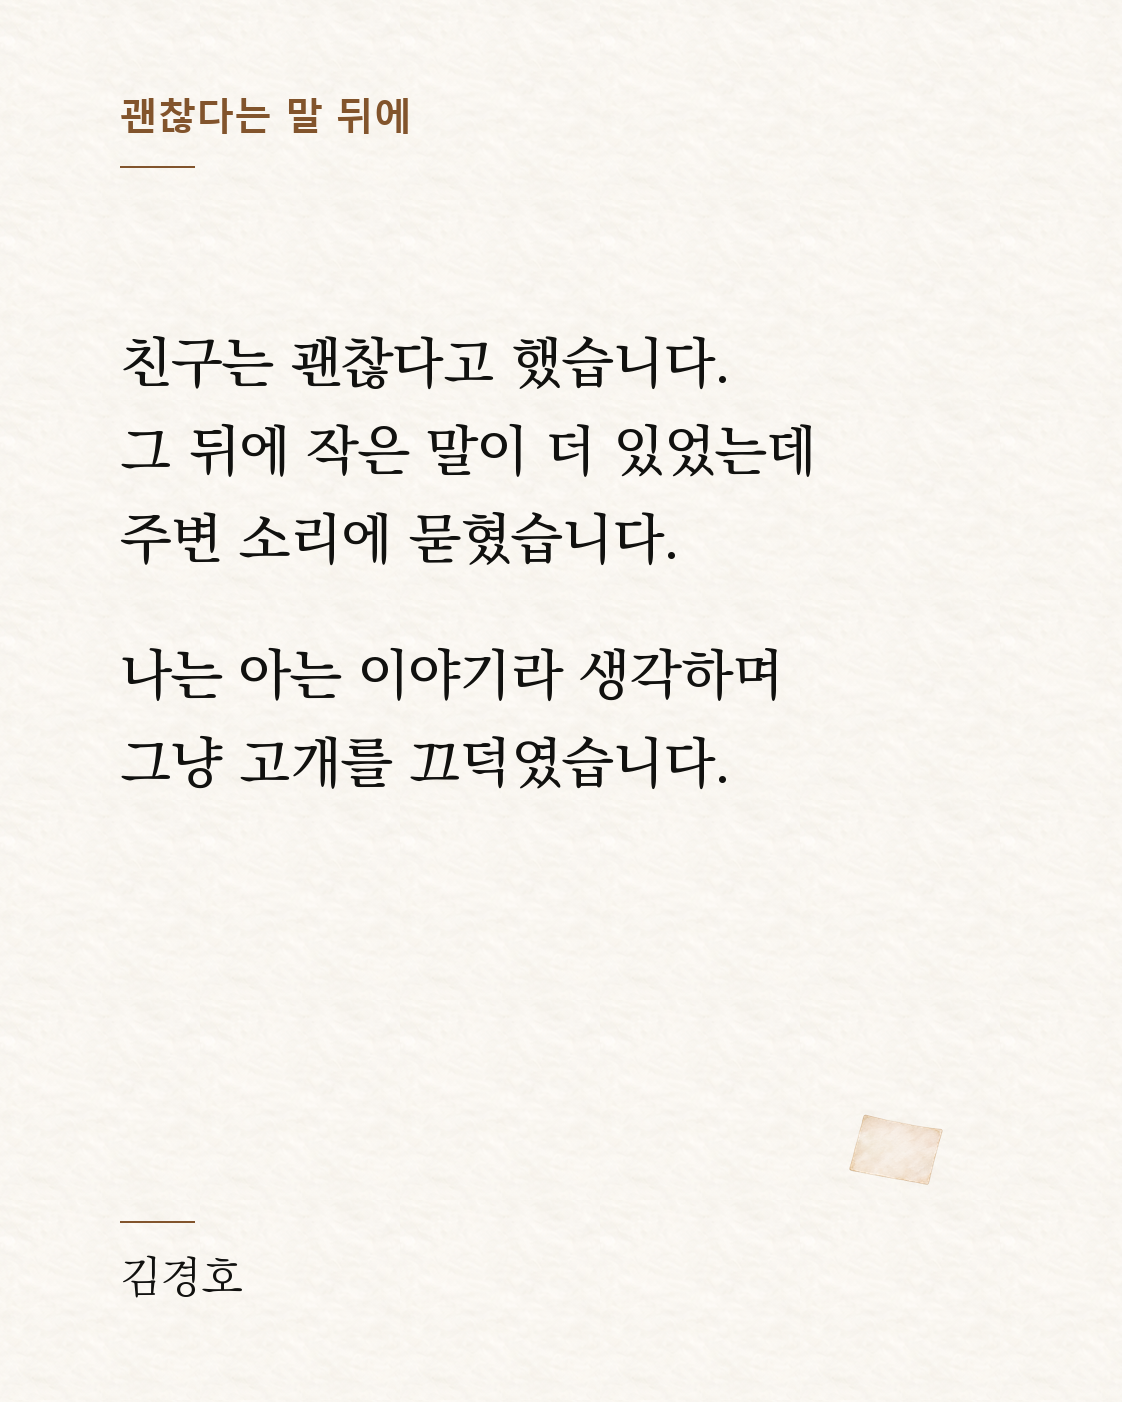 괜찮다는 말 뒤에
친구는 괜찮다고 했습니다.
그 뒤에 작은 말이 더 있었는데
주변 소리에 묻혔습니다.
나는 아는 이야기라 생각하며
그냥 고개를 끄덕였습니다.
김경호